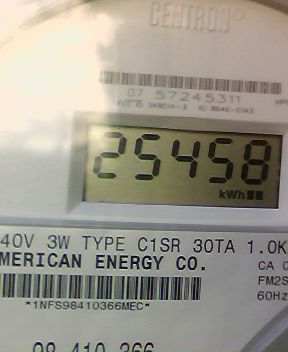 CENTRON®
07 57245311
25458
kWh
40V 3W TYPE C1SR 30TA 1.0K
MERICAN ENERGY CO.
CA 0
FM2S
*1NFS98410366MEC*
60Hz
98 410 366